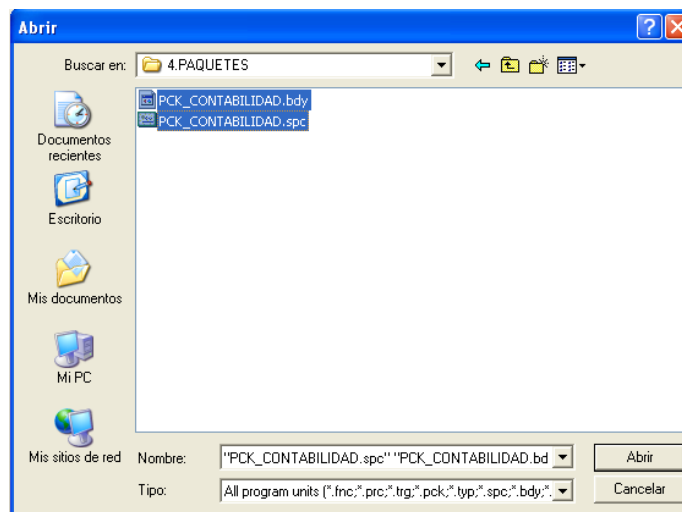 Abrir
Buscar en: 4.PAQUETES
PCK_CONTABILIDAD.bdy
PCK_CONTABILIDAD.spc
Documentos
recientes
Escritorio
Mis documentos
Mi PC
Mis sitios de red
Nombre: "PCK_CONTABILIDAD.spc" "PCK_CONTABILIDAD.bd Abrir
Tipo: All program units (*.fnc;*.prc;*.trg;*.pck;*.typ;*.spc;*.bdy;*. Cancelar